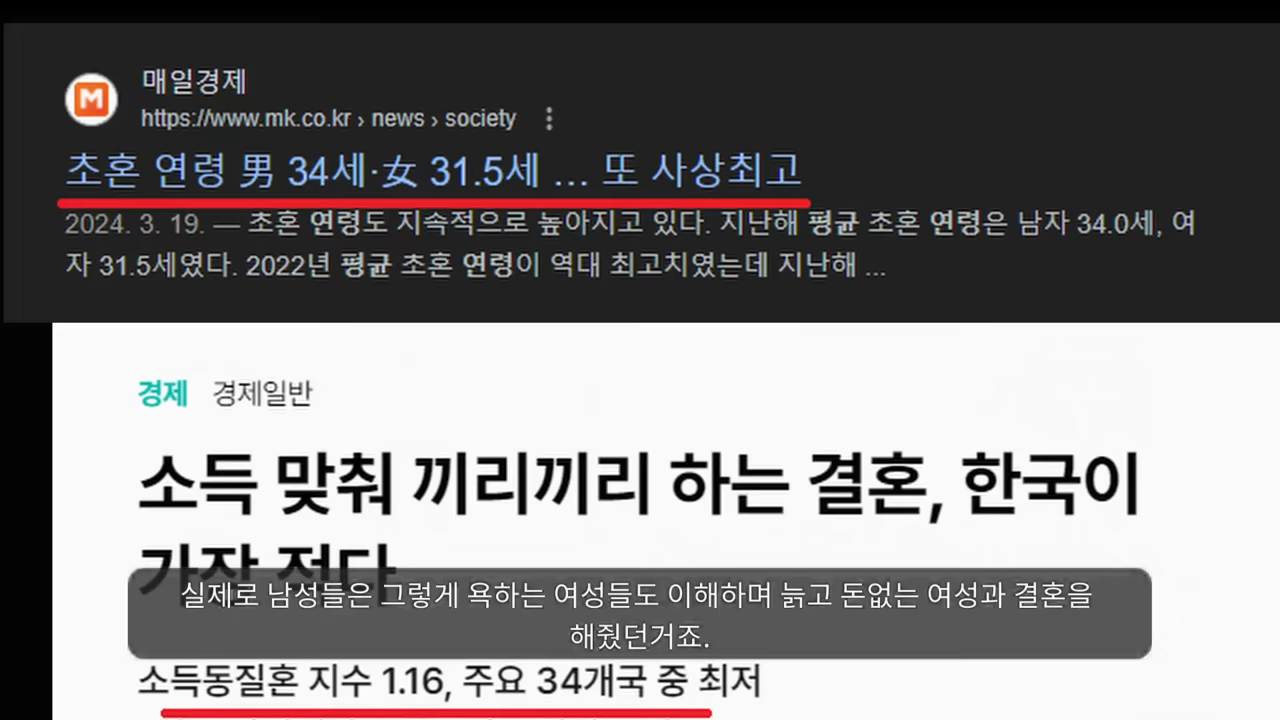 매일경제
https://www.mk.co.kr › news › society
초혼 연령 男 34세·女 31.5세 ... 또 사상최고
2024. 3. 19. — 초혼 연령도 지속적으로 높아지고 있다. 지난해 평균 초혼 연령은 남자 34.0세, 여
자 31.5세였다. 2022년 평균 초혼 연령이 역대 최고치였는데 지난해 ...
경제 경제일반
소득 맞춰 끼리끼리 하는 결혼, 한국이
가장 적다
실제로 남성들은 그렇게 욕하는 여성들도 이해하며 늙고 돈없는 여성과 결혼을
해줬던거죠.
소득동질혼 지수 1.16, 주요 34개국 중 최저